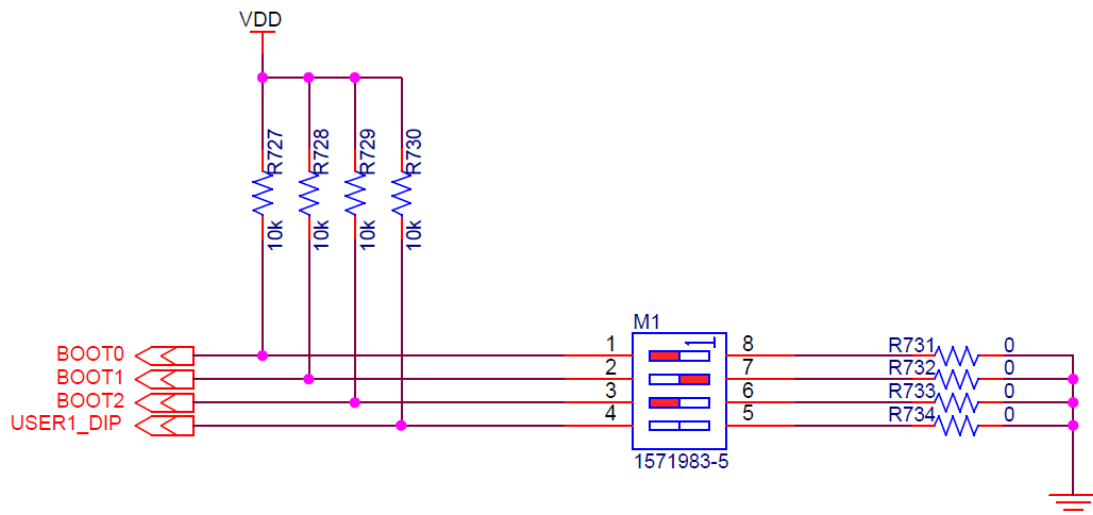 VDD
R727
R728
R729
R730
10k
10k
10k
10k
M1
BOOT0 1 8 R731 0
BOOT1 2 7 R732 0
BOOT2 3 6 R733 0
USER1_DIP 4 5 R734 0
1
1571983-5